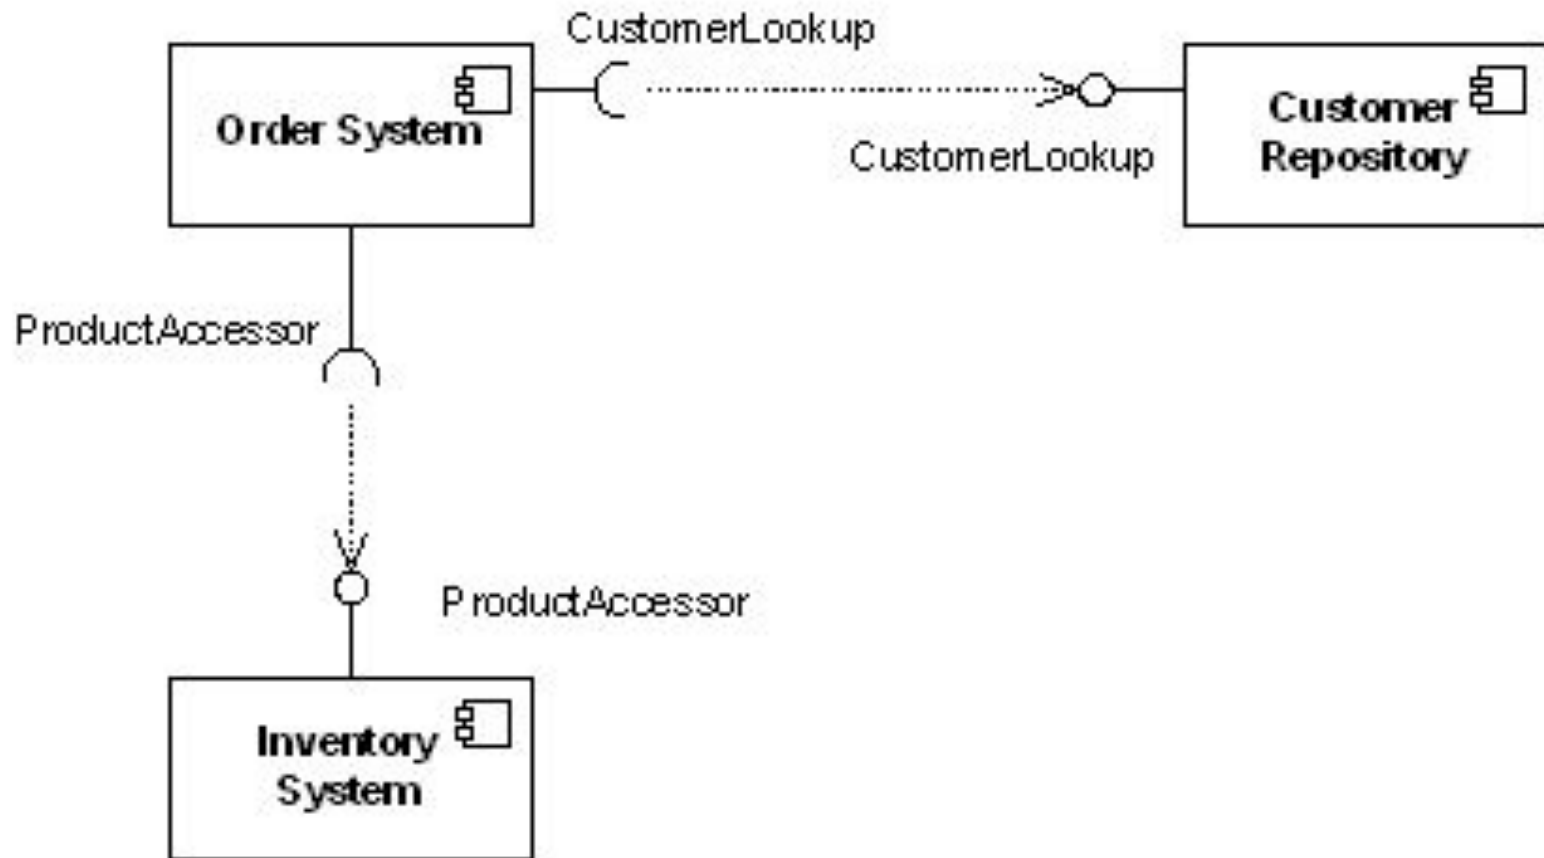 CustomerLookup
Order System
Customer
Repository
CustomerLookup
ProductAccessor
ProductAccessor
Inventory
System